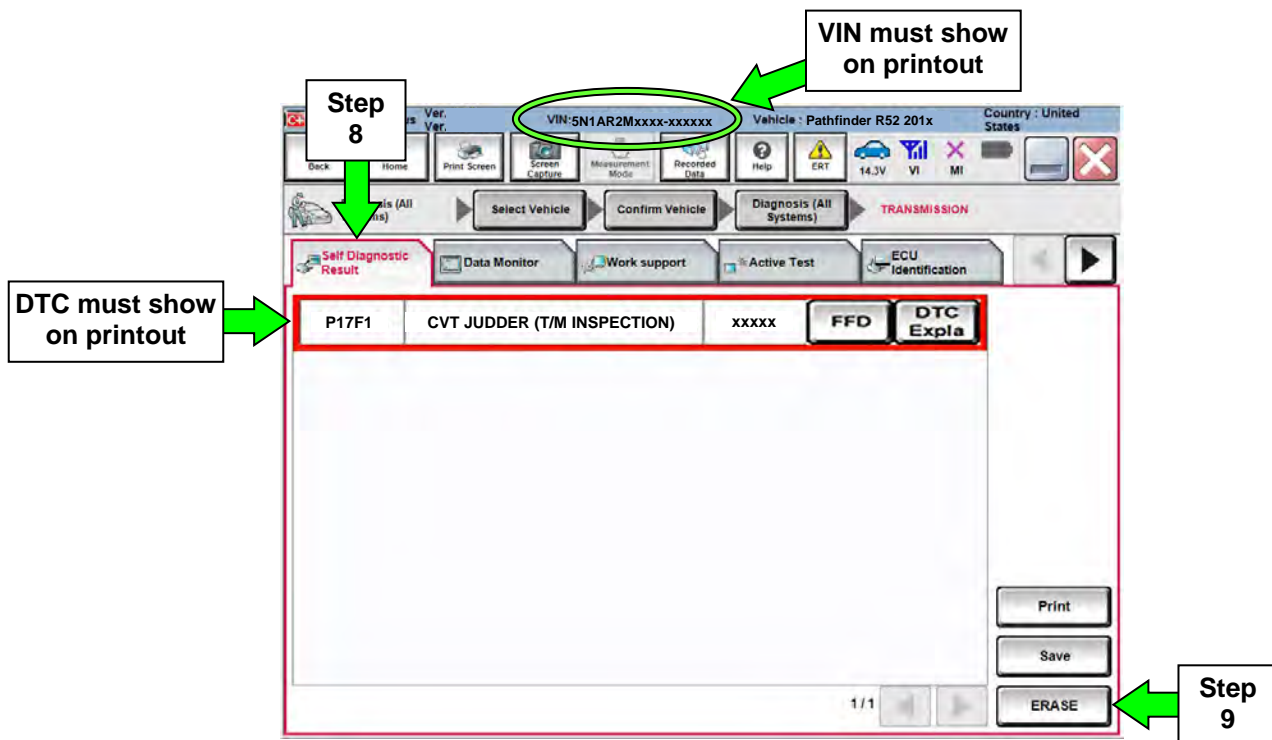 VIN must show
on printout
Step
8
Ver.
Ver.
VIN:5N1AR2Mxxxx-xxxxxx
Vehicle : Pathfinder R52 201x
Country : United
States
Back
Home
Print Screen
Screen
Capture
Measurement
Mode
Recorded
Data
Help
ERT
14.3V
VI
MI
Select Vehicle
Confirm Vehicle
Diagnosis (All
Systems)
TRANSMISSION
Self Diagnostic
Result
Data Monitor
Work support
Active Test
ECU
Identification
DTC must show
on printout
P17F1
CVT JUDDER (T/M INSPECTION)
xxxxx
FFD
DTC
Expla
Print
Save
1/1
ERASE
Step
9